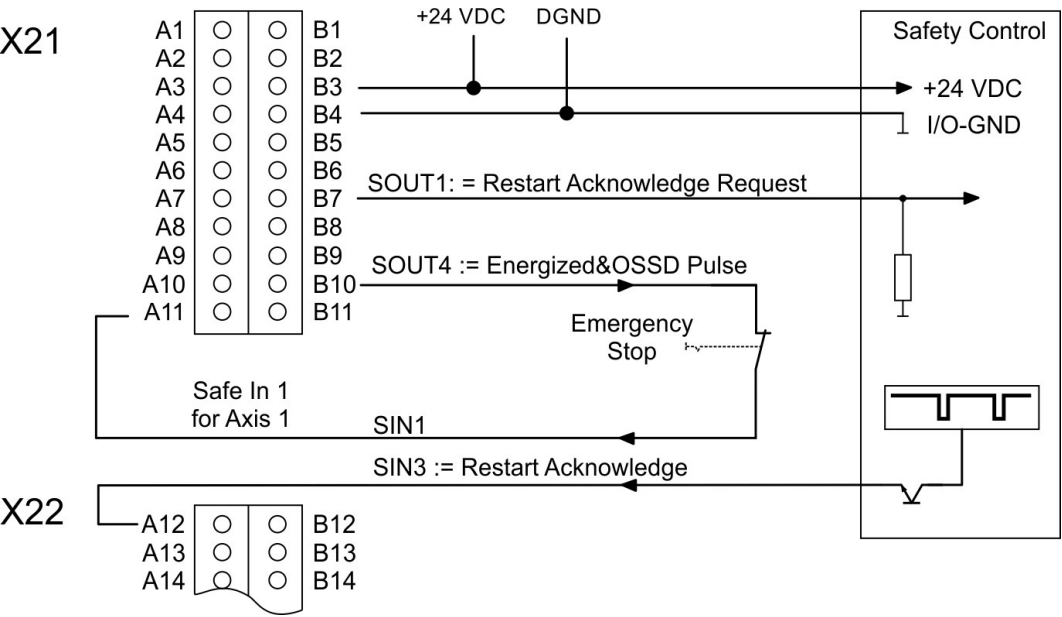 X21
A1 B1
A2 B2
A3 B3
A4 B4
A5 B5
A6 B6
A7 B7
A8 B8
A9 B9
A10 B10
A11 B11
+24 VDC DGND
Safety Control
+24 VDC
I/O-GND
SOUT1: = Restart Acknowledge Request
SOUT4 := Energized&OSSD Pulse
Emergency
Stop
Safe In 1
for Axis 1
SIN1
SIN3 := Restart Acknowledge
X22
A12 B12
A13 B13
A14 B14